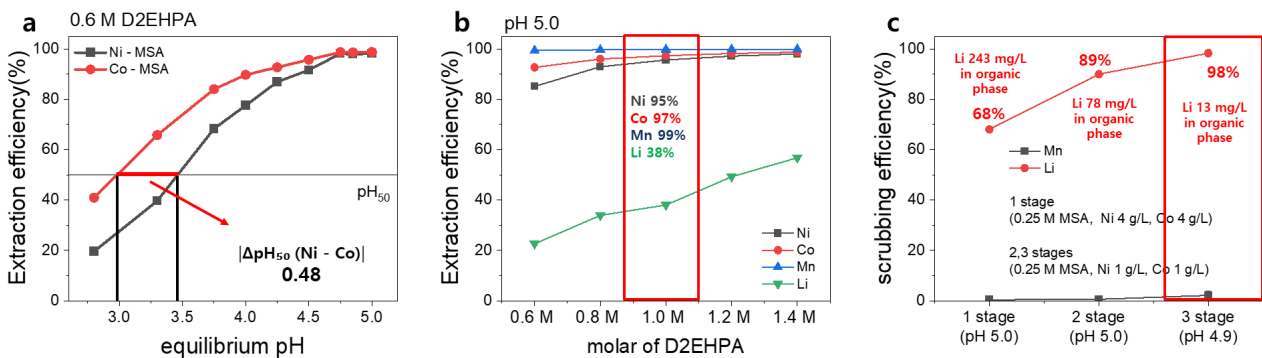 a
0.6 M D2EHPA
Extraction efficiency(%)
100
80
60
40
20
0
Ni - MSA
Co - MSA
pH₅₀
|ΔpH₅₀ (Ni - Co)|
0.48
3.0 3.5 4.0 4.5 5.0
equilibrium pH
b
pH 5.0
Extraction efficiency(%)
100
80
60
40
20
0
Ni 95%
Co 97%
Mn 99%
Li 38%
Ni
Co
Mn
Li
0.6 M 0.8 M 1.0 M 1.2 M 1.4 M
molar of D2EHPA
c
scrubbing efficiency(%)
100
80
60
40
20
0
Li 243 mg/L
in organic
phase
68%
89%
Li 78 mg/L
in organic
phase
98%
Li 13 mg/L
in organic
phase
Mn
Li
1 stage
(0.25 M MSA, Ni 4 g/L, Co 4 g/L)
2,3 stages
(0.25 M MSA, Ni 1 g/L, Co 1 g/L)
1 stage
(pH 5.0)
2 stage
(pH 5.0)
3 stage
(pH 4.9)